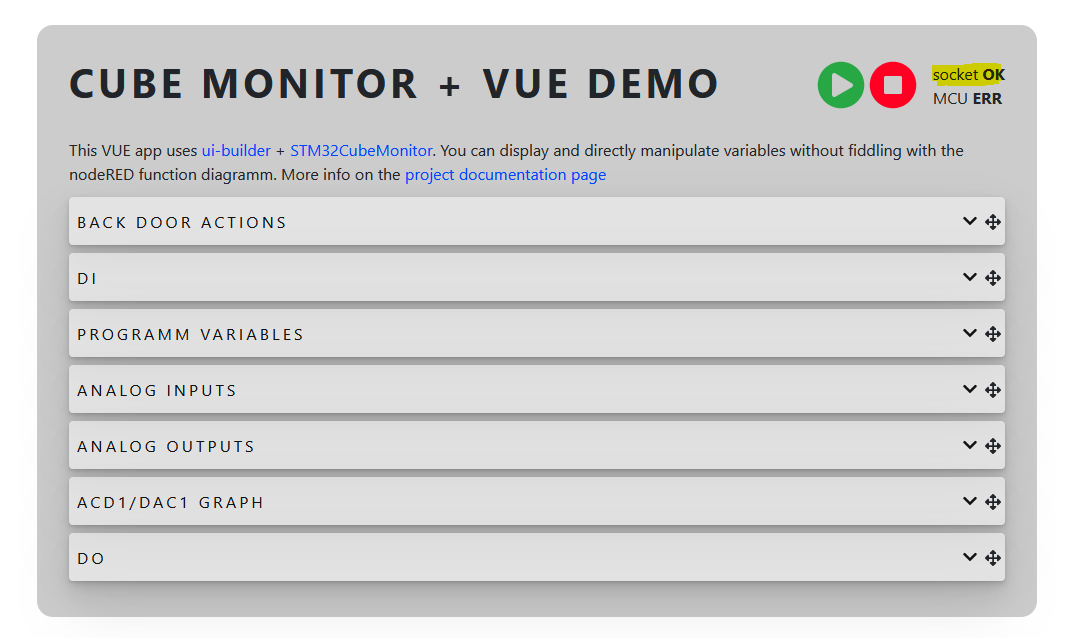 CUBE MONITOR + VUE DEMO
socket OK
MCU ERR
This VUE app uses ui-builder + STM32CubeMonitor. You can display and directly manipulate variables without fiddling with the
nodeRED function diagramm. More info on the project documentation page
BACK DOOR ACTIONS
DI
PROGRAMM VARIABLES
ANALOG INPUTS
ANALOG OUTPUTS
ACD1/DAC1 GRAPH
DO